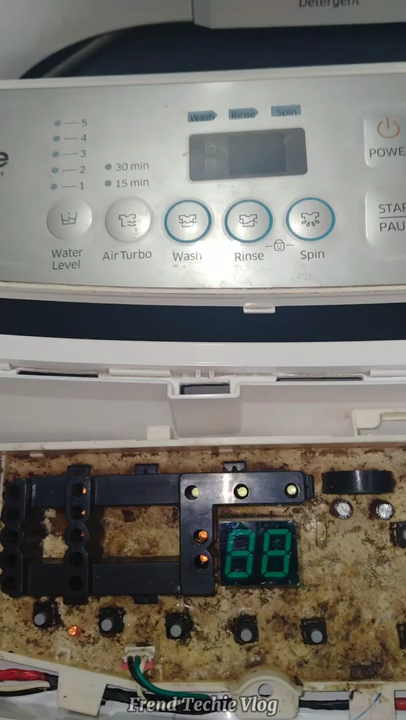 Detergent
Wash Rinse Spin
5
4
3
2
1
30 min
15 min
POWE
STAR
PAU
Water
Level
Air Turbo
Wash
Rinse
Spin
88
Frend Techie Vlog